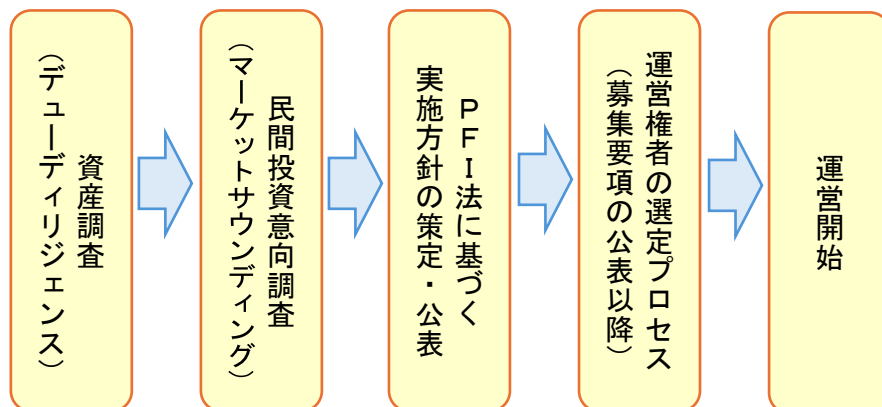 資産調査
（デューディリジェンス）
民間投資意向調査
（マーケットサウンディング）
ＰＦＩ法に基づく
実施方針の策定・公表
運営権者の選定プロセス
（募集要項の公表以降）
運営開始